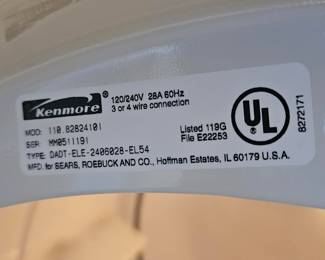 Kenmore
120/240V 28A 60Hz
3 or 4 wire connection
MOD: 110.82824101
SER: MM0511191
TYPE: DADT-ELE-2406028-EL54
MFD. for SEARS, ROEBUCK AND CO., Hoffman Estates, IL 60179 U.S.A.
Listed 119G
File E22253
UL
8272171